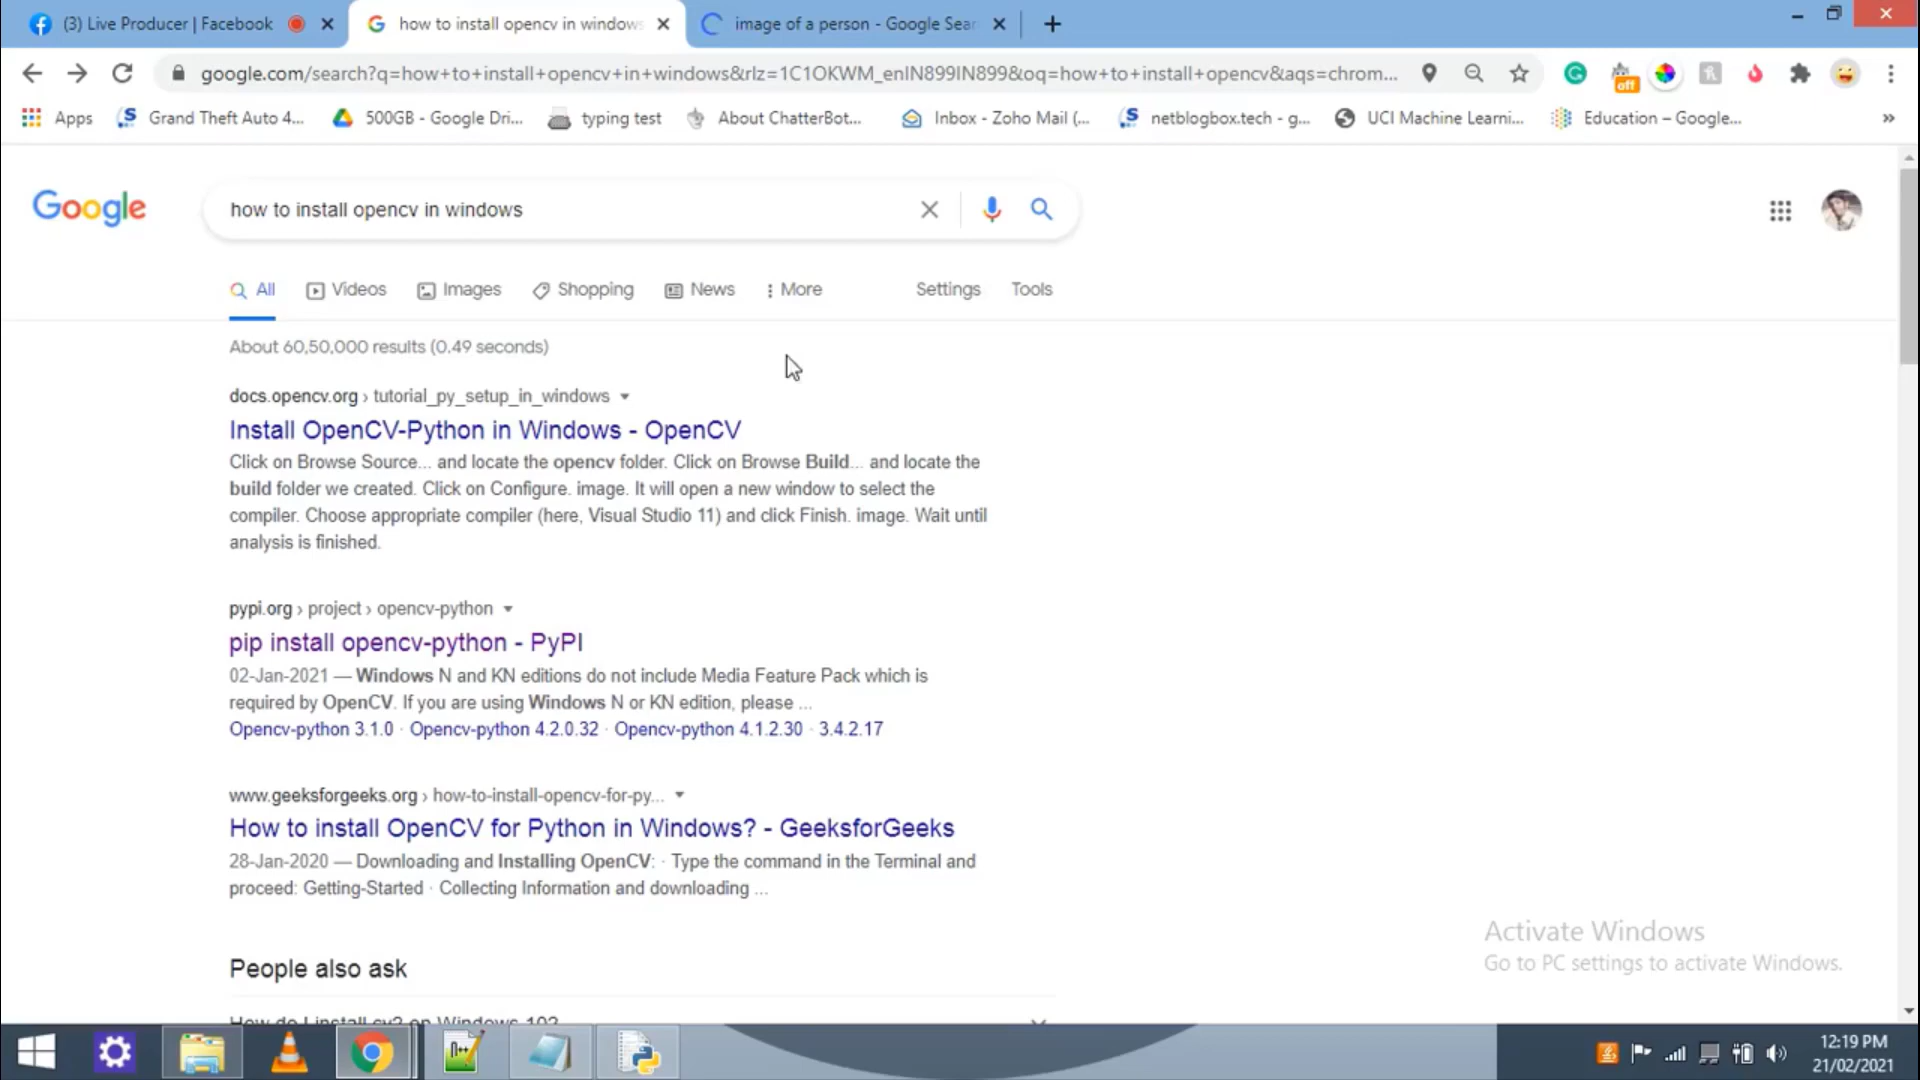 (3) Live Producer | Facebook
how to install opencv in windows
image of a person - Google Sear
google.com/search?q=how+to+install+opencv+in+windows&rlz=1C1OKWM_enIN899IN899&oq=how+to+install+opencv&aqs=chrom...
off
Apps
Grand Theft Auto 4...
500GB - Google Dri...
typing test
About ChatterBot...
Inbox - Zoho Mail (...
netblogbox.tech - g...
UCI Machine Learni...
Education – Google...
»
Google
how to install opencv in windows
All
Videos
Images
Shopping
News
More
Settings
Tools
About 60,50,000 results (0.49 seconds)
docs.opencv.org › tutorial_py_setup_in_windows
Install OpenCV-Python in Windows - OpenCV
Click on Browse Source... and locate the opencv folder. Click on Browse Build... and locate the
build folder we created. Click on Configure. image. It will open a new window to select the
compiler. Choose appropriate compiler (here, Visual Studio 11) and click Finish. image. Wait until
analysis is finished.
pypi.org › project › opencv-python
pip install opencv-python - PyPI
02-Jan-2021 — Windows N and KN editions do not include Media Feature Pack which is
required by OpenCV. If you are using Windows N or KN edition, please ...
Opencv-python 3.1.0 · Opencv-python 4.2.0.32 · Opencv-python 4.1.2.30 · 3.4.2.17
www.geeksforgeeks.org › how-to-install-opencv-for-py...
How to install OpenCV for Python in Windows? - GeeksforGeeks
28-Jan-2020 — Downloading and Installing OpenCV: · Type the command in the Terminal and
proceed: Getting-Started · Collecting Information and downloading ...
People also ask
How do I install cv2 on Windows 10?
Activate Windows
Go to PC settings to activate Windows.
12:19 PM
21/02/2021